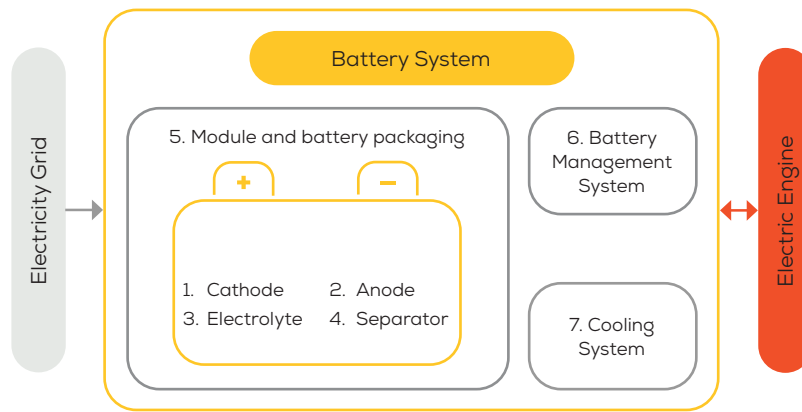 Battery System
Electricity Grid
5. Module and battery packaging
+
−
1. Cathode
2. Anode
3. Electrolyte
4. Separator
6. Battery
Management
System
7. Cooling
System
Electric Engine